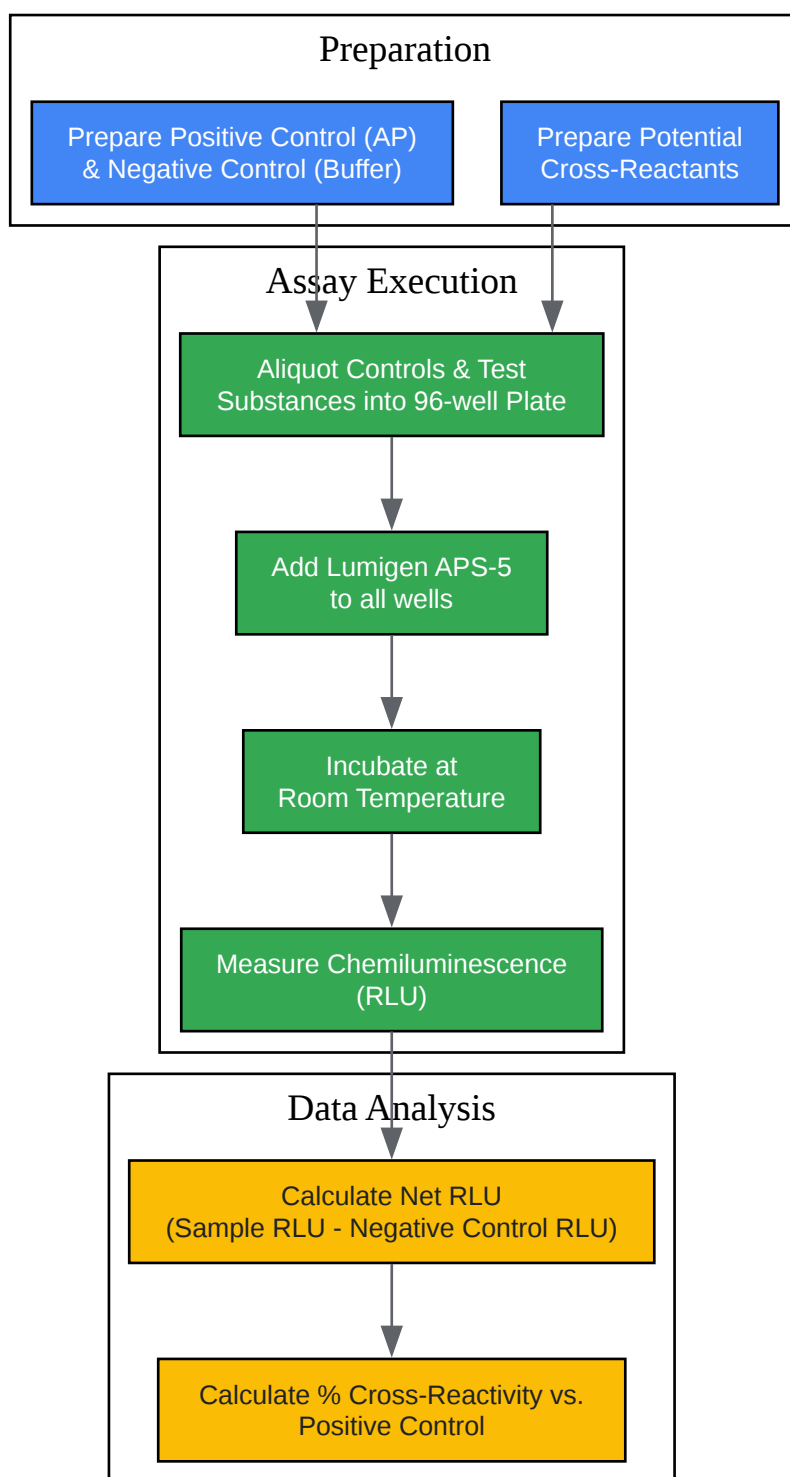 Preparation
Prepare Positive Control (AP)
& Negative Control (Buffer)
Prepare Potential
Cross-Reactants
Assay Execution
Aliquot Controls & Test
Substances into 96-well Plate
Add Lumigen APS-5
to all wells
Incubate at
Room Temperature
Measure Chemiluminescence
(RLU)
Data Analysis
Calculate Net RLU
(Sample RLU - Negative Control RLU)
Calculate % Cross-Reactivity vs.
Positive Control